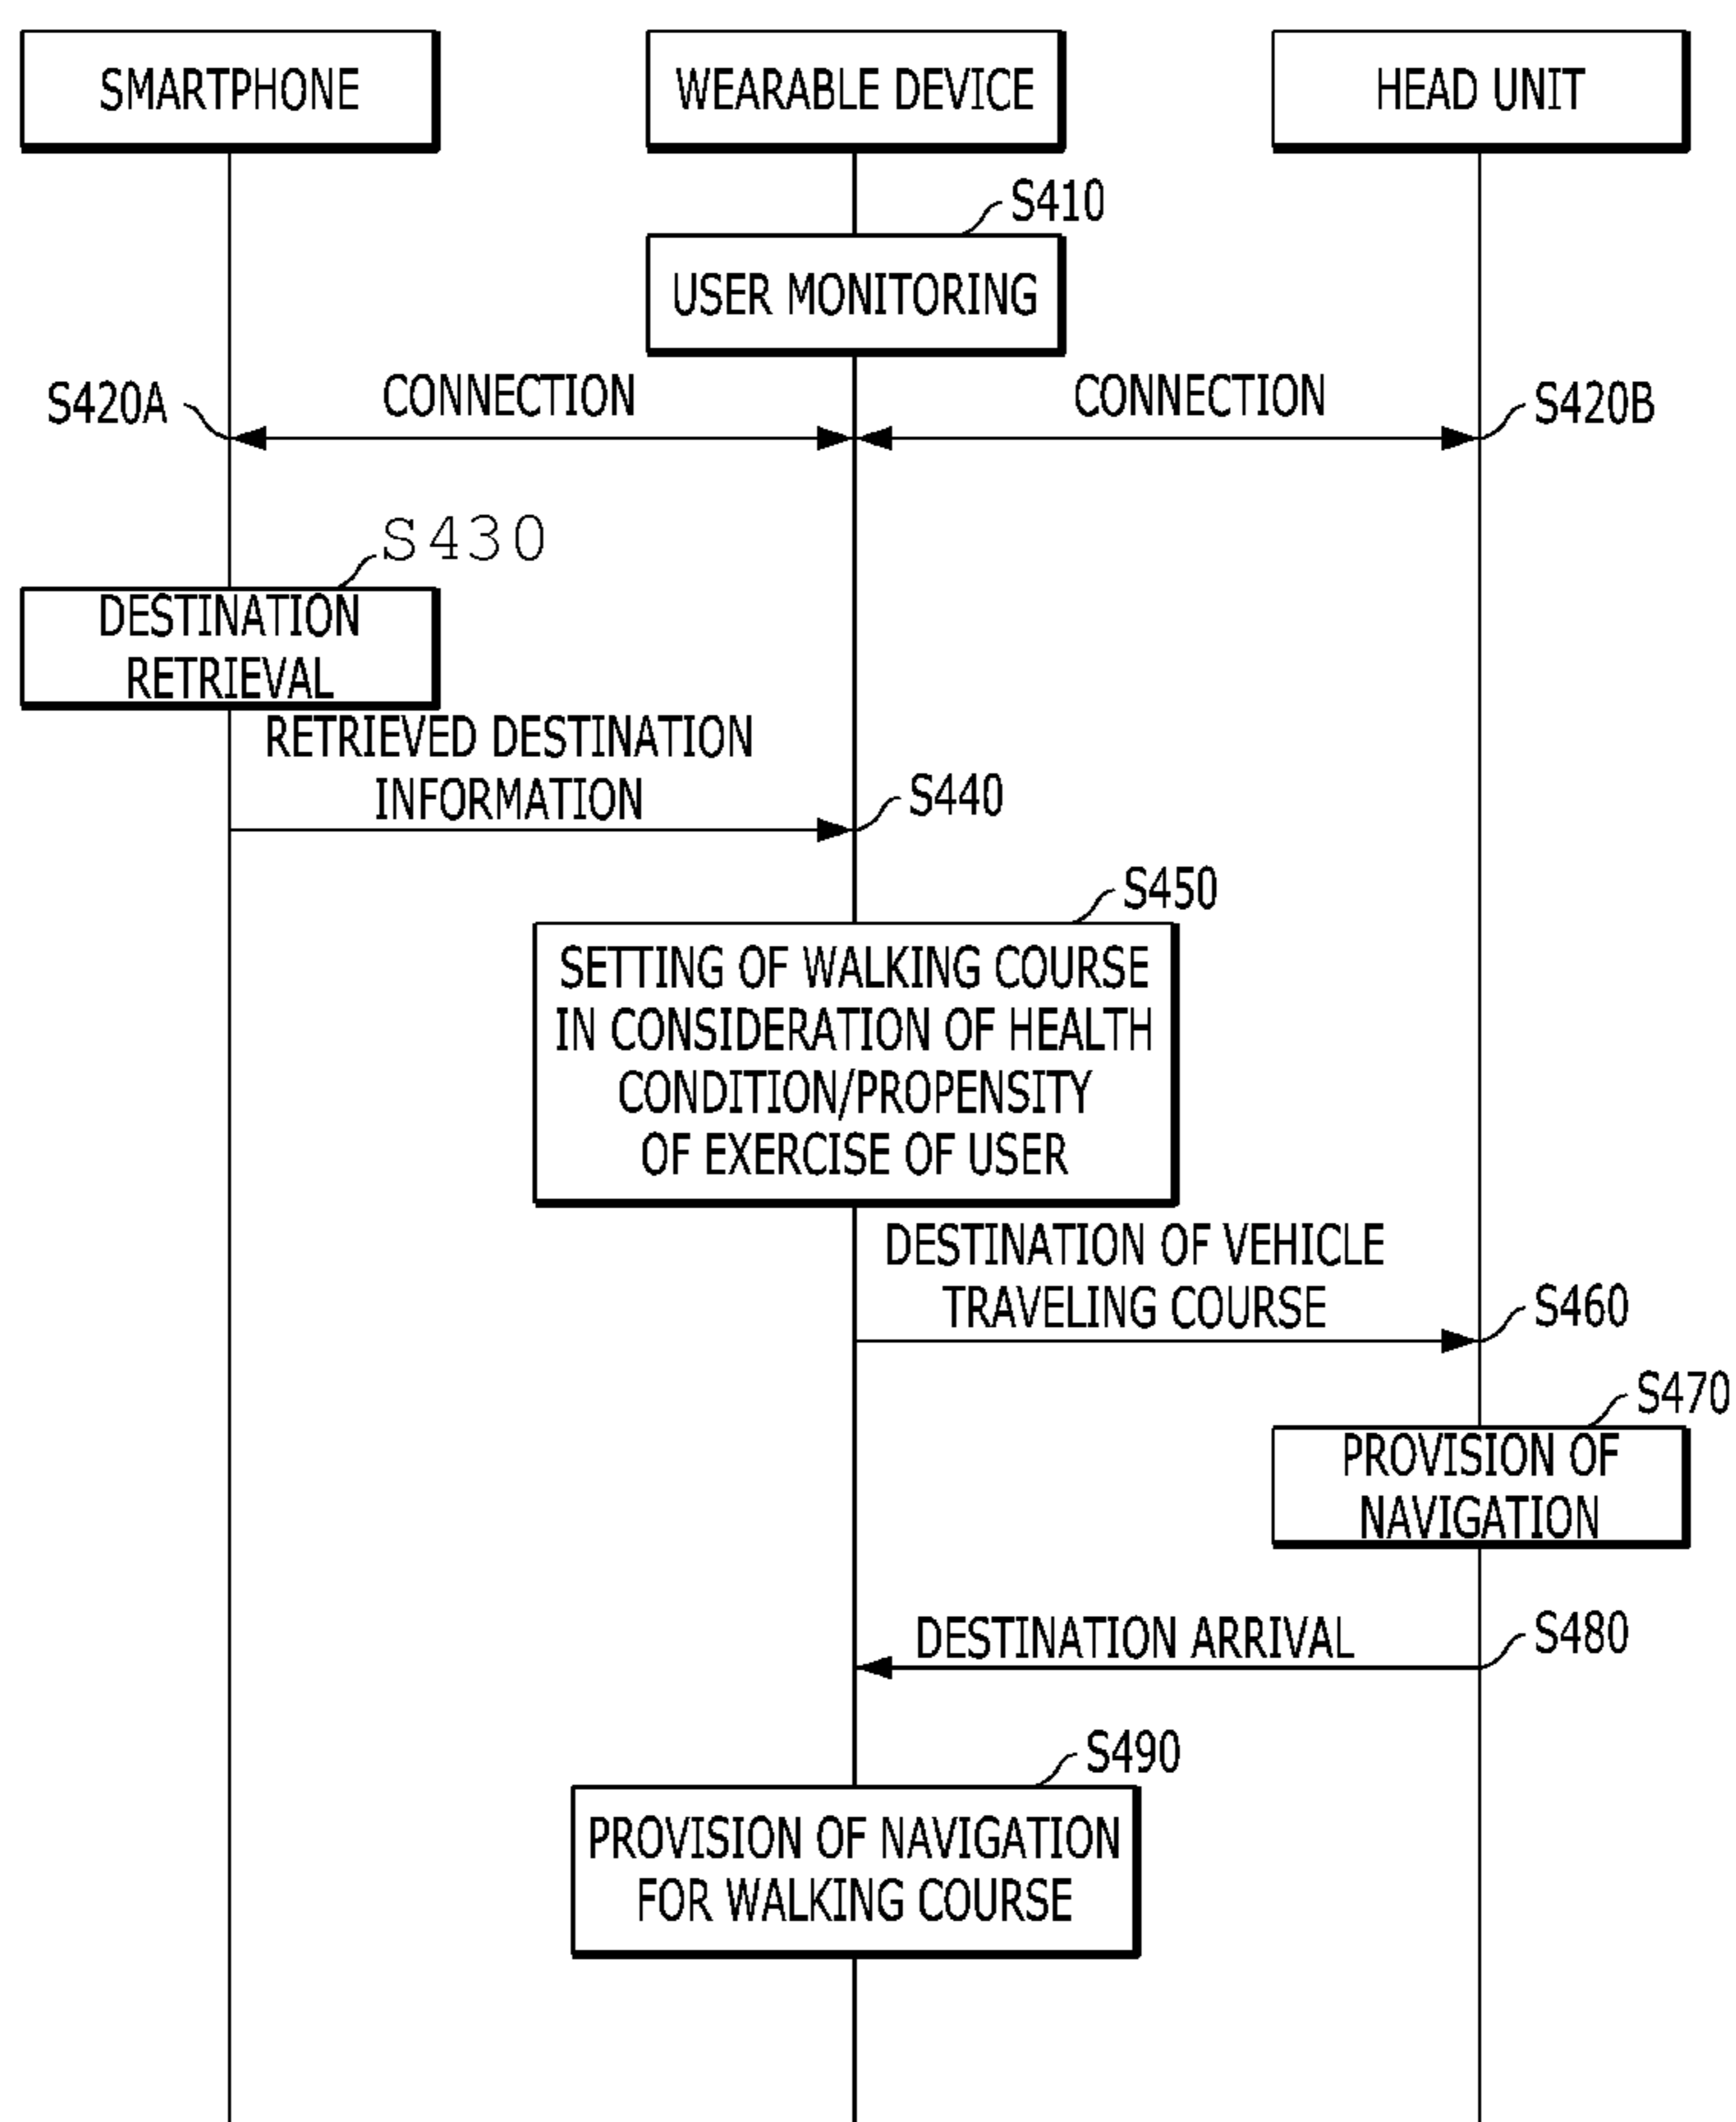 SMARTPHONE
WEARABLE DEVICE
HEAD UNIT
S410
USER MONITORING
S420A
CONNECTION
CONNECTION
S420B
S430
DESTINATION
RETRIEVAL
RETRIEVED DESTINATION
INFORMATION
S440
S450
SETTING OF WALKING COURSE
IN CONSIDERATION OF HEALTH
CONDITION/PROPENSITY
OF EXERCISE OF USER
DESTINATION OF VEHICLE
TRAVELING COURSE
S460
S470
PROVISION OF
NAVIGATION
DESTINATION ARRIVAL
S480
S490
PROVISION OF NAVIGATION
FOR WALKING COURSE